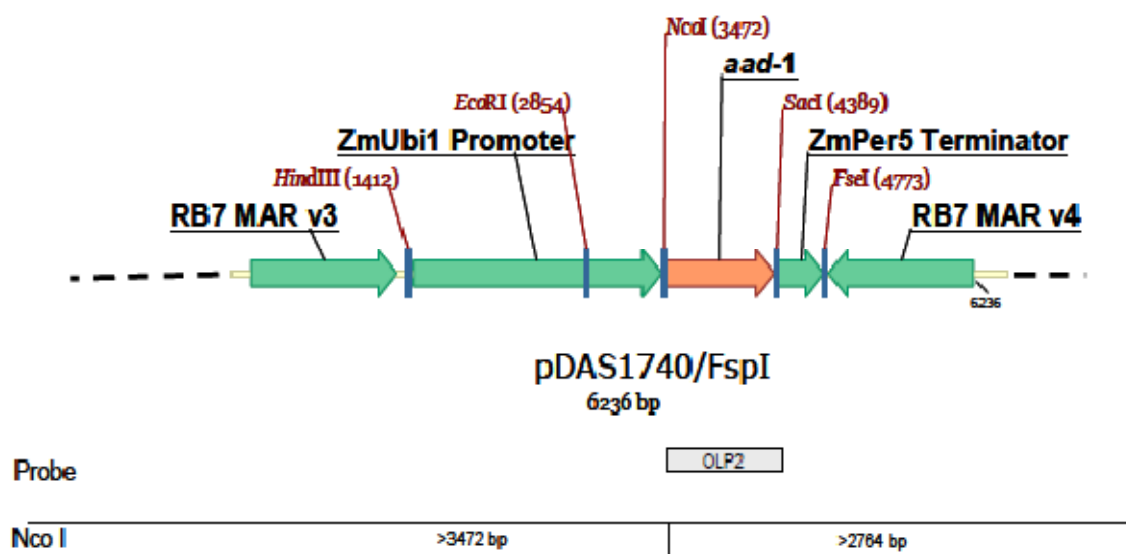 NcoI (3472)
aad-1
EcoRI (2854)
SacI (4389)
ZmUbi1 Promoter
ZmPer5 Terminator
HindIII (1412)
FseI (4773)
RB7 MAR v3
RB7 MAR v4
6236
pDAS1740/FspI
6236 bp
Probe
OLP2
Nco I
>3472 bp
>2764 bp